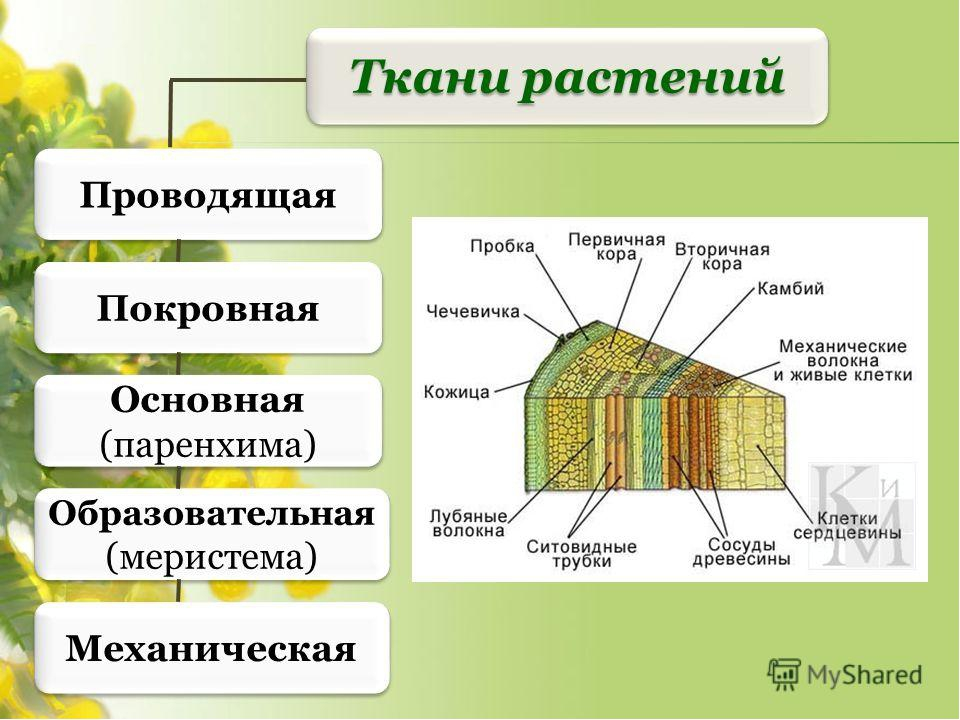 Ткани растений
Проводящая
Покровная
Основная
(паренхима)
Образовательная
(меристема)
Механическая
Пробка
Первичная
кора
Вторичная
кора
Камбий
Чечевичка
Механические
волокна
и живые клетки
Кожица
Лубяные
волокна
Ситовидные
трубки
Сосуды
древесины
Клетки
сердцевины
К и М
MyShared